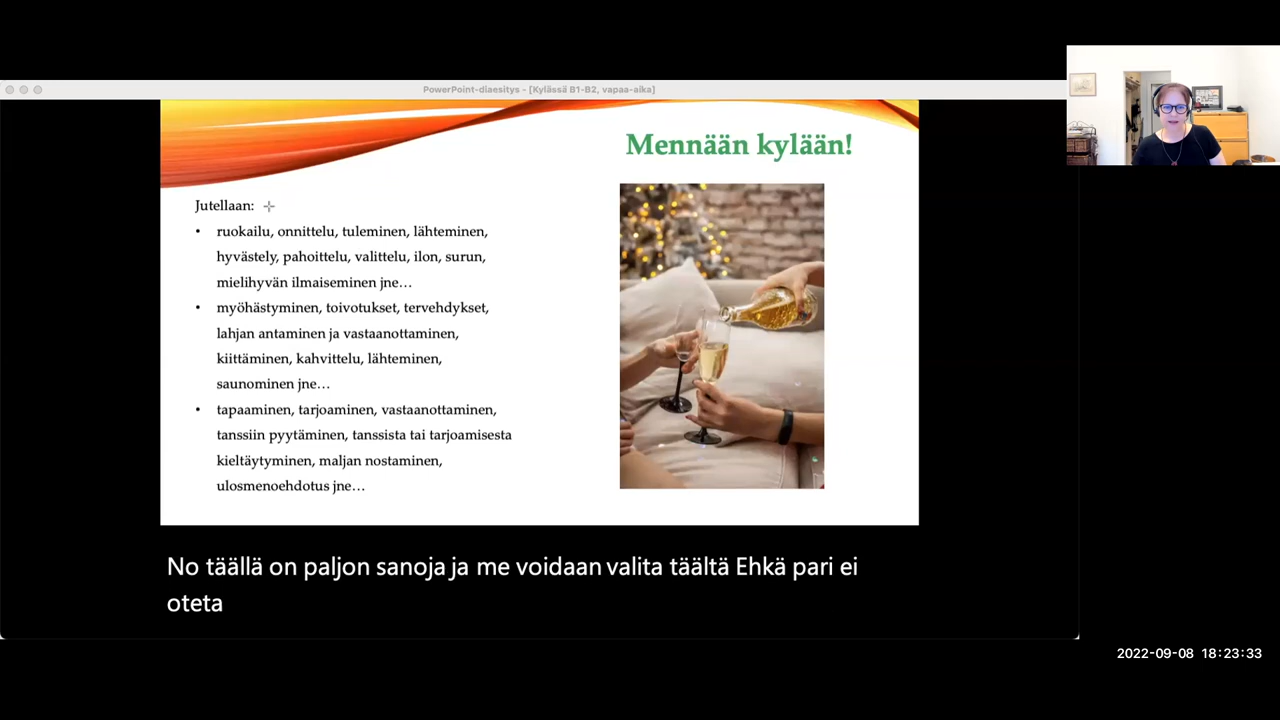 PowerPoint-diaesitys - [Kylässä B1-B2, vapaa-aika]
Mennään kylään!
Jutellaan:
• ruokailu, onnittelu, tuleminen, lähteminen,
hyvästely, pahoittelu, valittelu, ilon, surun,
mielihyvän ilmaiseminen jne…
• myöhästyminen, toivotukset, tervehdykset,
lahjan antaminen ja vastaanottaminen,
kiittäminen, kahvittelu, lähteminen,
saunominen jne…
• tapaaminen, tarjoaminen, vastaanottaminen,
tanssiin pyytäminen, tanssista tai tarjoamisesta
kieltäytyminen, maljan nostaminen,
ulosmenoehdotus jne…
No täällä on paljon sanoja ja me voidaan valita täältä Ehkä pari ei
oteta
2022-09-08 18:23:33